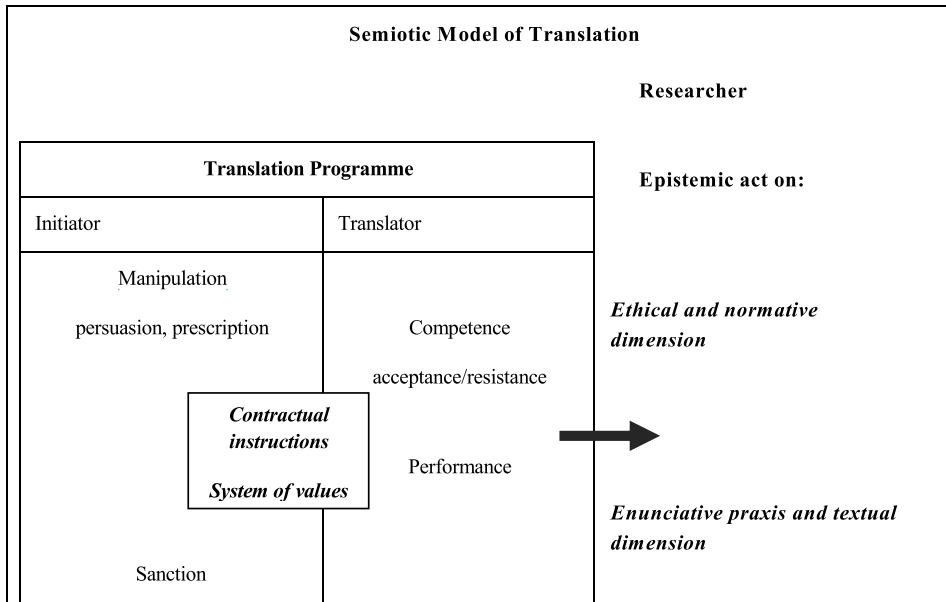 Semiotic Model of Translation
Researcher
Translation Programme
Epistemic act on:
Initiator
Translator
Manipulation
persuasion, prescription
Competence
acceptance/resistance
Contractual
instructions
System of values
Performance
Sanction
Ethical and normative
dimension
Enunciative praxis and textual
dimension